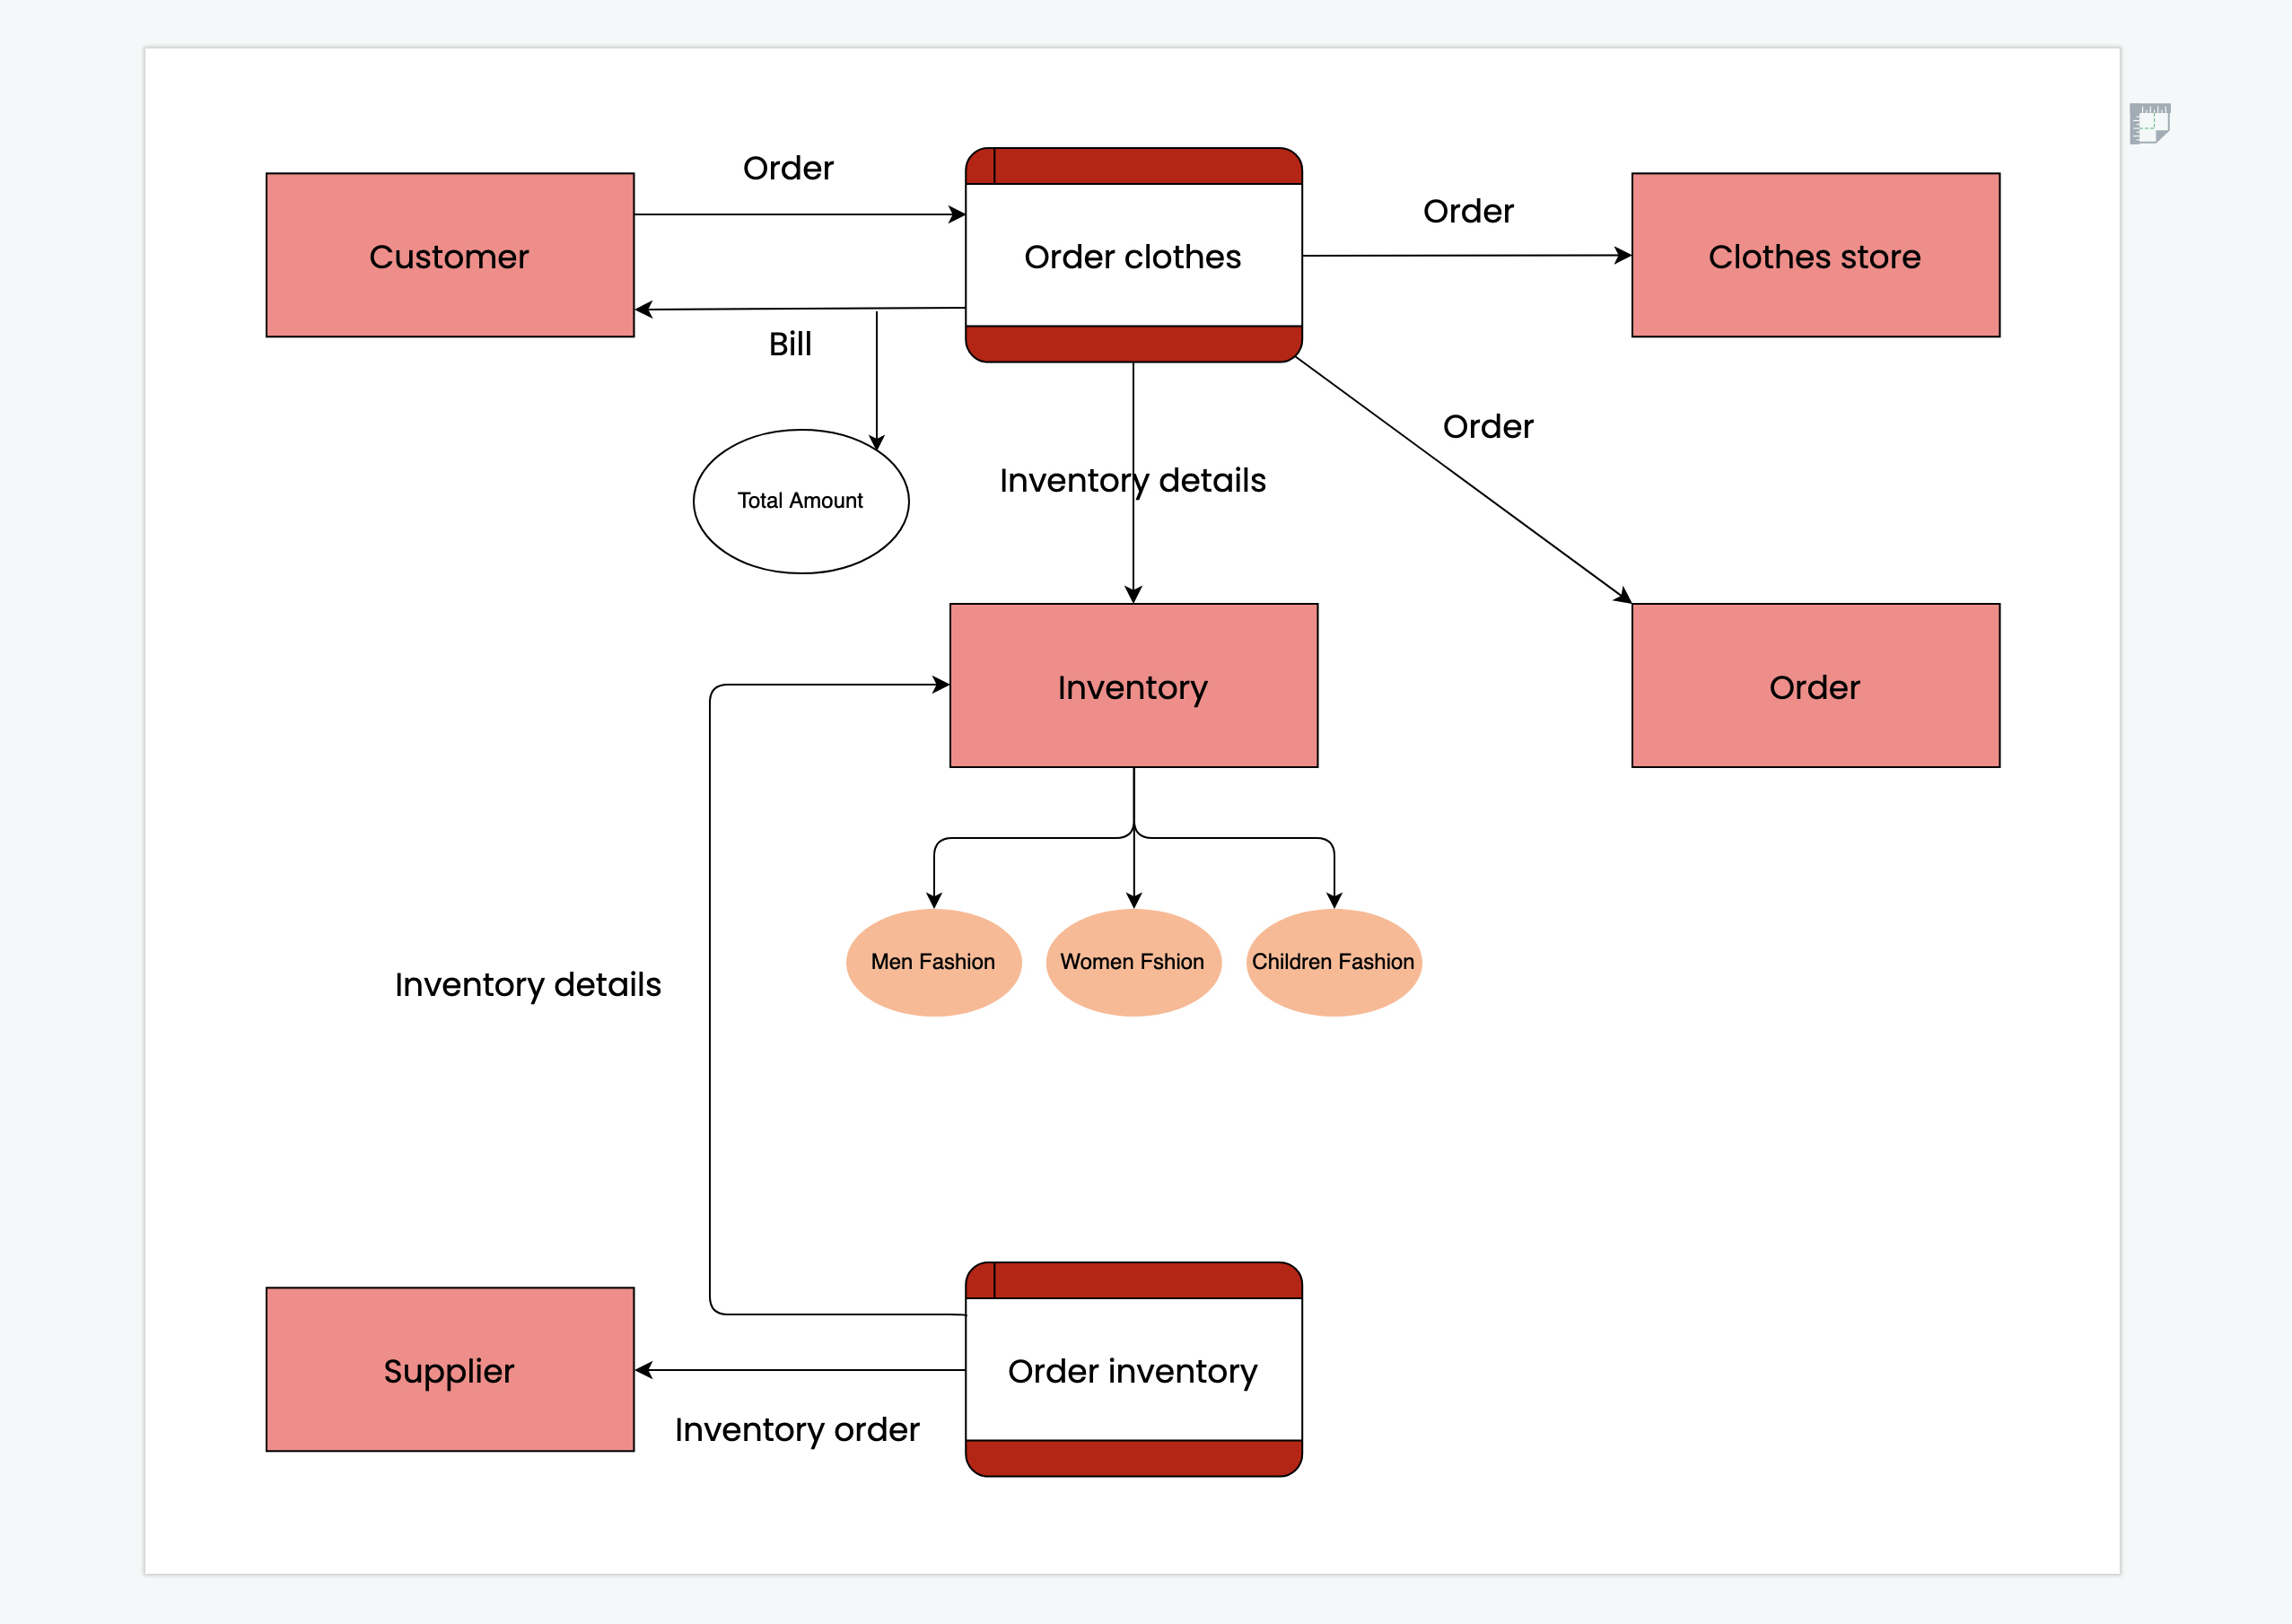 Order
Customer
Order clothes
Order
Clothes store
Bill
Order
Inventory details
Total Amount
Inventory
Order
Men Fashion
Women Fshion
Children Fashion
Inventory details
Supplier
Order inventory
Inventory order